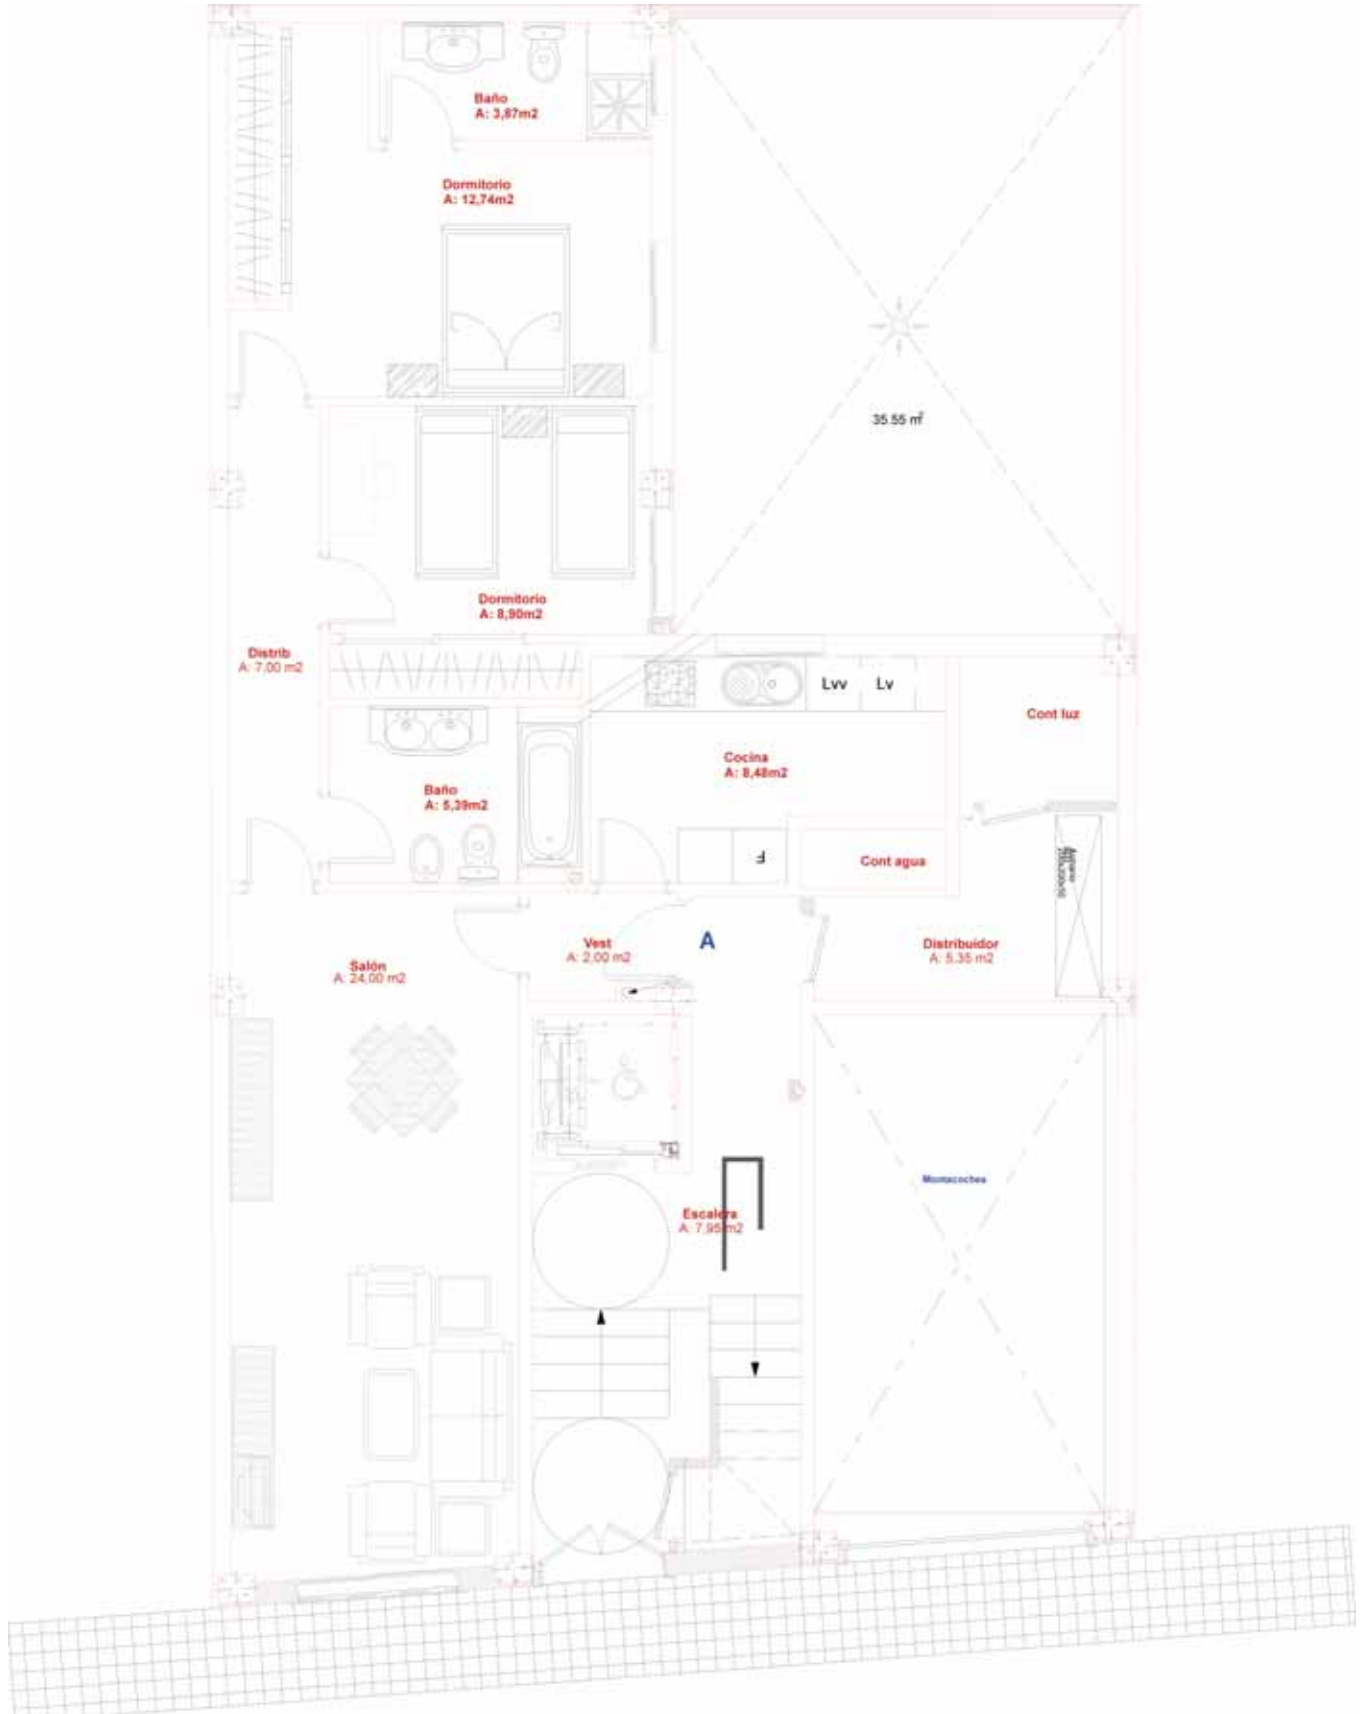 Baño
A: 3,87m2
Dormitorio
A: 12,74m2
35.55 m²
Dormitorio
A: 8,90m2
Distrib
A: 7,00 m2
Lvv
Lv
Cont luz
Cocina
A: 8,48m2
Baño
A: 5,39m2
F
Cont agua
A
Vest
A: 2,00 m2
Distribuidor
A: 5,35 m2
Salón
A: 24,00 m2
Montacoches
Escalera
A: 7,95 m2